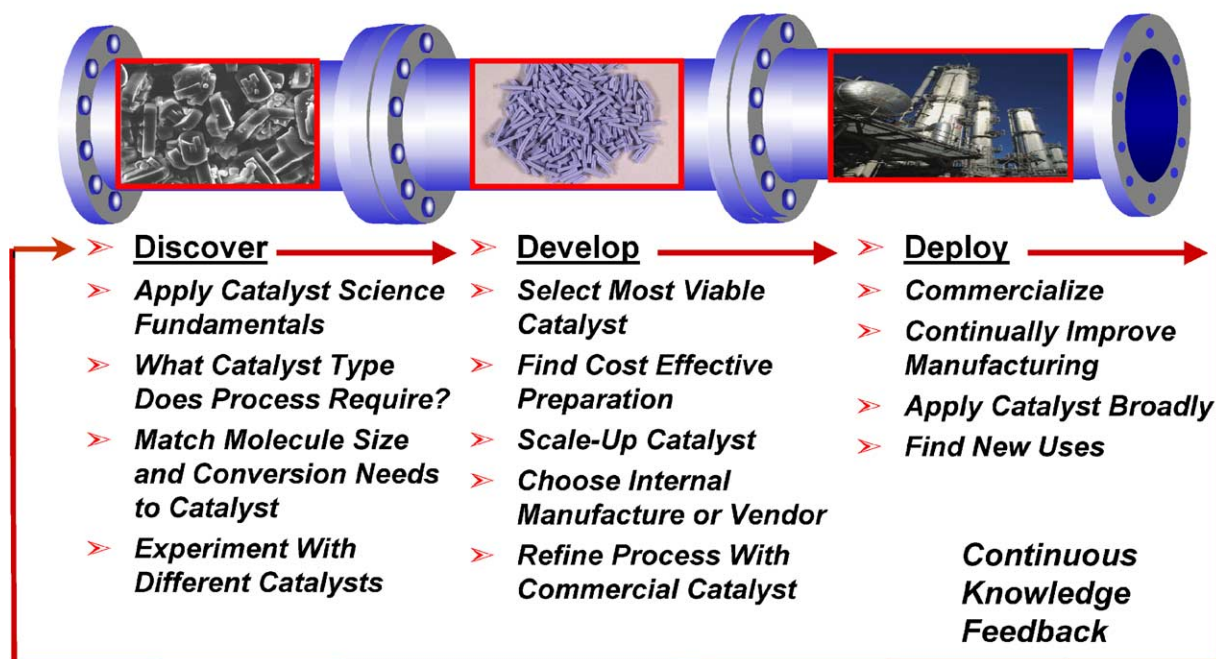 Discover
Apply Catalyst Science
Fundamentals
What Catalyst Type
Does Process Require?
Match Molecule Size
and Conversion Needs
to Catalyst
Experiment With
Different Catalysts
Develop
Select Most Viable
Catalyst
Find Cost Effective
Preparation
Scale-Up Catalyst
Choose Internal
Manufacture or Vendor
Refine Process With
Commercial Catalyst
Deploy
Commercialize
Continually Improve
Manufacturing
Apply Catalyst Broadly
Find New Uses
Continuous
Knowledge
Feedback